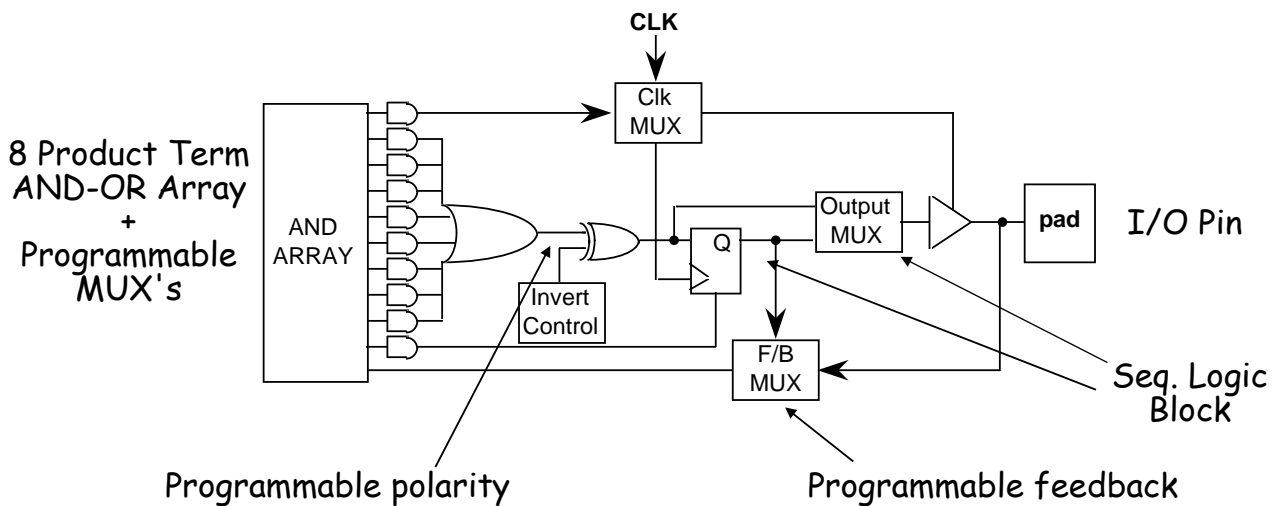 CLK
Clk
MUX
8 Product Term
AND-OR Array
+
Programmable
MUX's
AND
ARRAY
Q
Output
MUX
pad
I/O Pin
Invert
Control
F/B
MUX
Seq. Logic
Block
Programmable polarity
Programmable feedback